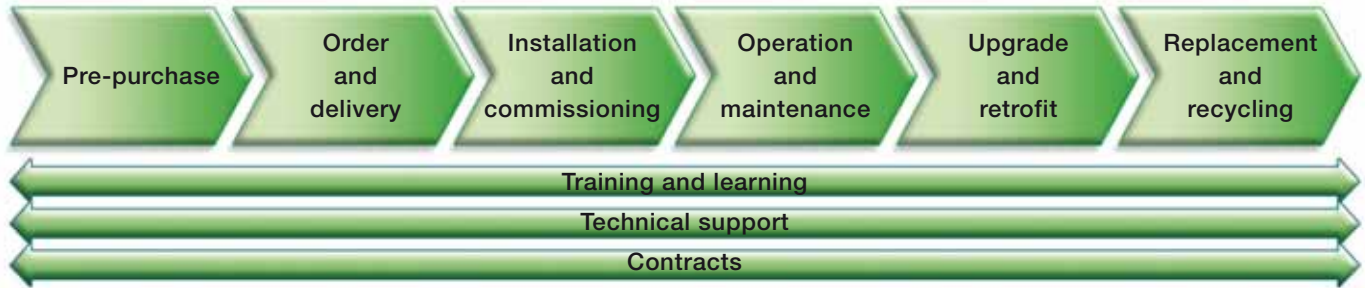 Pre-purchase
Order
and
delivery
Installation
and
commissioning
Operation
and
maintenance
Upgrade
and
retrofit
Replacement
and
recycling
Training and learning
Technical support
Contracts